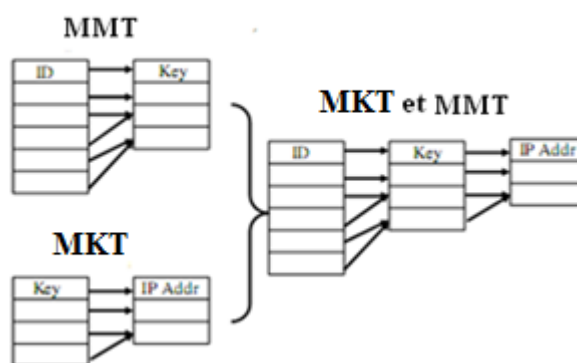 MMT
ID Key
MKT et MMT
ID Key IP Addr
MKT
Key IP Addr